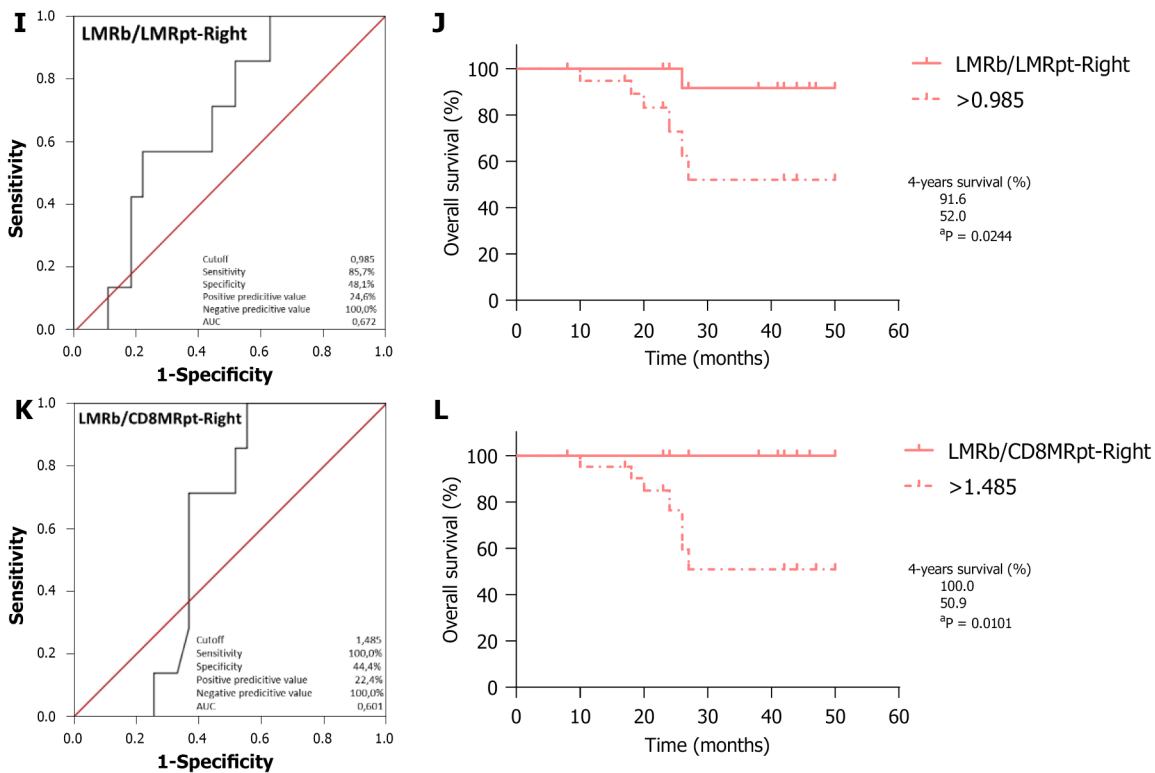 I
LMRb/LMRpt-Right
Sensitivity
1.0
0.8
0.6
0.4
0.2
0.0
0.0 0.2 0.4 0.6 0.8 1.0
1-Specificity
Cutoff 0,985
Sensitivity 85,7%
Specificity 48,1%
Positive predicitive value 24,6%
Negative predicitive value 100,0%
AUC 0,672
J
Overall survival (%)
100
80
60
40
20
0
0 10 20 30 40 50 60
Time (months)
LMRb/LMRpt-Right
>0.985
4-years survival (%)
91.6
52.0
aP = 0.0244
K
LMRb/CD8MRpt-Right
Sensitivity
1.0
0.8
0.6
0.4
0.2
0.0
0.0 0.2 0.4 0.6 0.8 1.0
1-Specificity
Cutoff 1,485
Sensitivity 100,0%
Specificity 44,4%
Positive predicitive value 22,4%
Negative predicitive value 100,0%
AUC 0,601
L
Overall survival (%)
100
80
60
40
20
0
0 10 20 30 40 50 60
Time (months)
LMRb/CD8MRpt-Right
>1.485
4-years survival (%)
100.0
50.9
aP = 0.0101